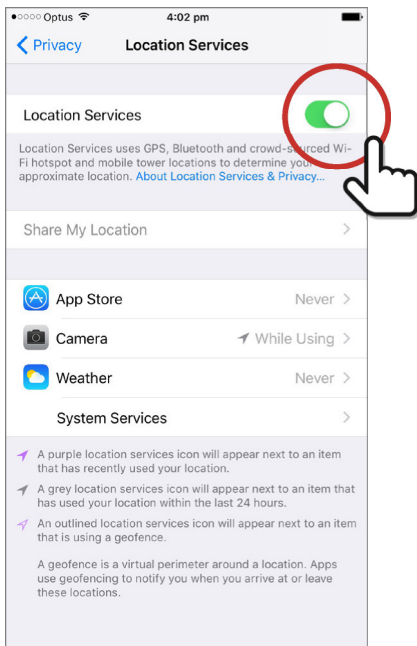 Optus 4:02 pm
Privacy Location Services
Location Services
Location Services uses GPS, Bluetooth and crowd-sourced Wi-
Fi hotspot and mobile tower locations to determine your
approximate location. About Location Services & Privacy...
Share My Location
App Store Never
Camera While Using
Weather Never
System Services
A purple location services icon will appear next to an item
that has recently used your location.
A grey location services icon will appear next to an item that
has used your location within the last 24 hours.
An outlined location services icon will appear next to an item
that is using a geofence.
A geofence is a virtual perimeter around a location. Apps
use geofencing to notify you when you arrive at or leave
these locations.